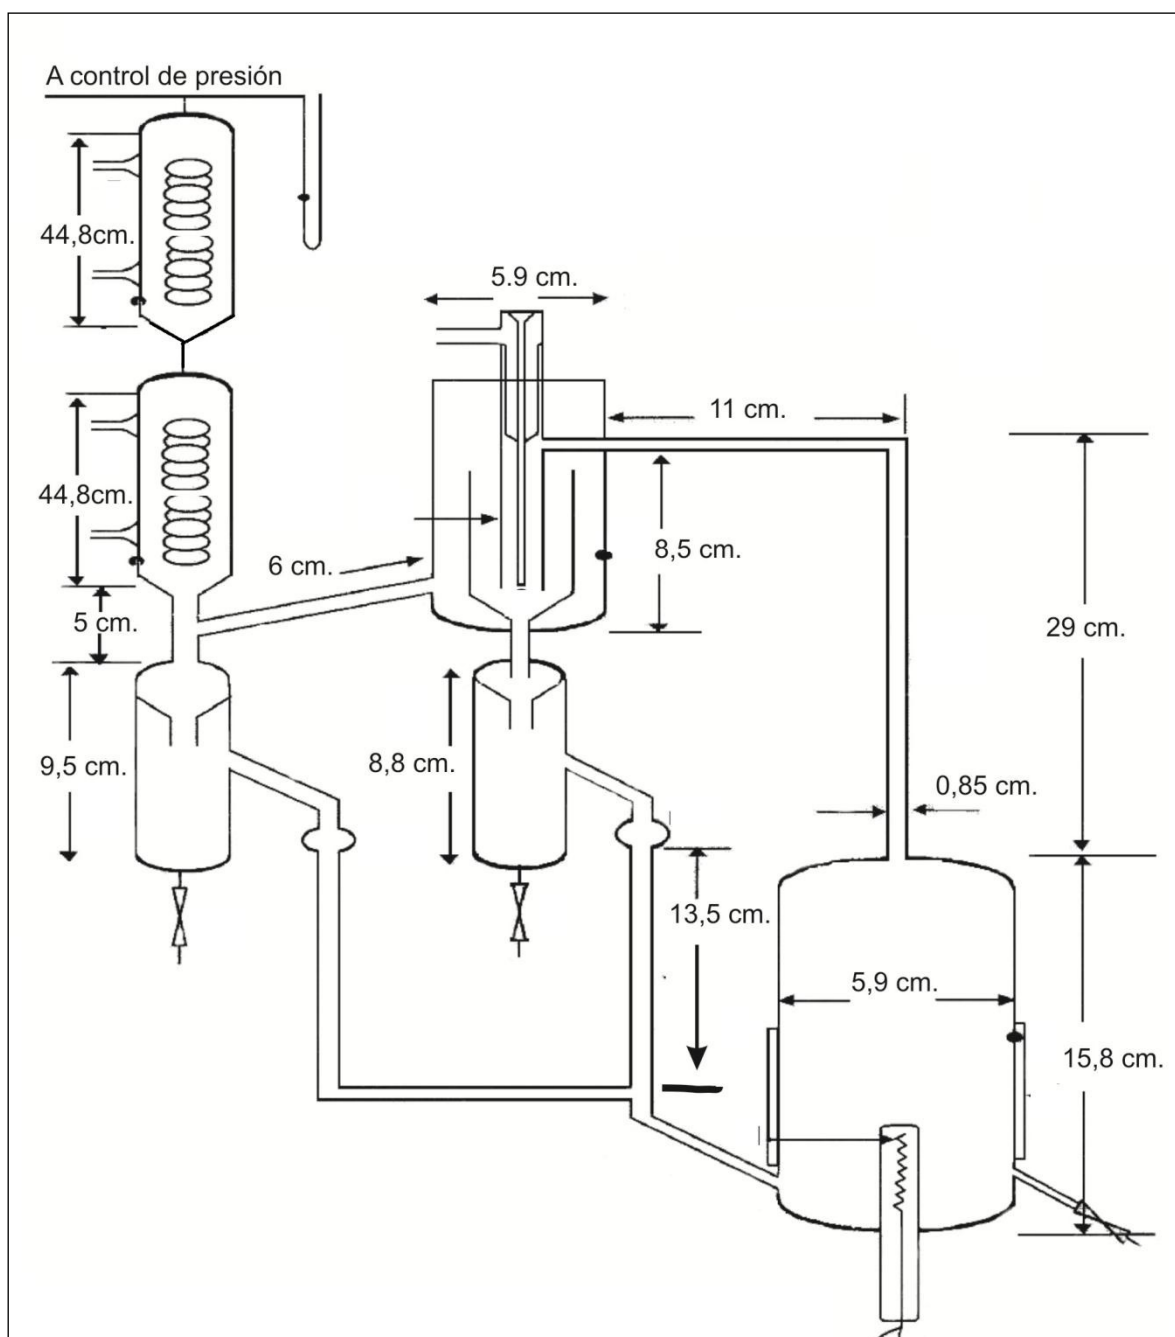 A control de presión
44,8cm.
5.9 cm.
11 cm.
44,8cm.
6 cm.
8,5 cm.
5 cm.
29 cm.
9,5 cm.
8,8 cm.
0,85 cm.
13,5 cm.
5,9 cm.
15,8 cm.